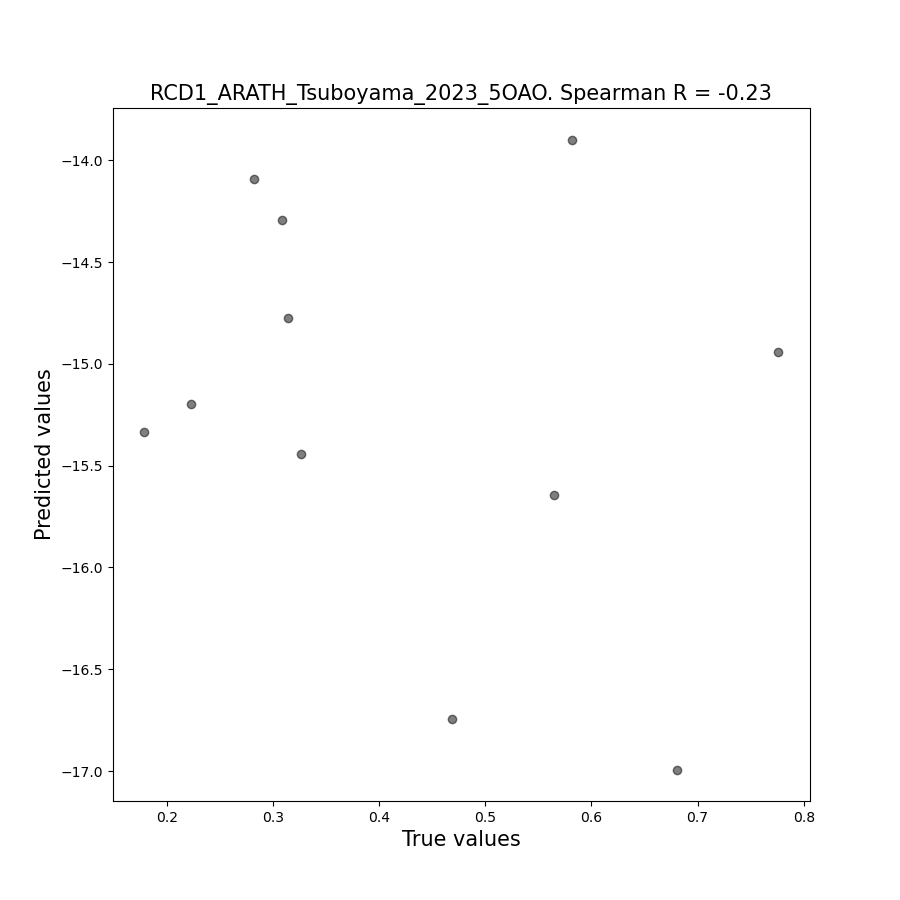 RCD1_ARATH_Tsuboyama_2023_5OAO. Spearman R = -0.23
−14.0
−14.5
−15.0
−15.5
−16.0
−16.5
−17.0
Predicted values
0.2 0.3 0.4 0.5 0.6 0.7 0.8
True values